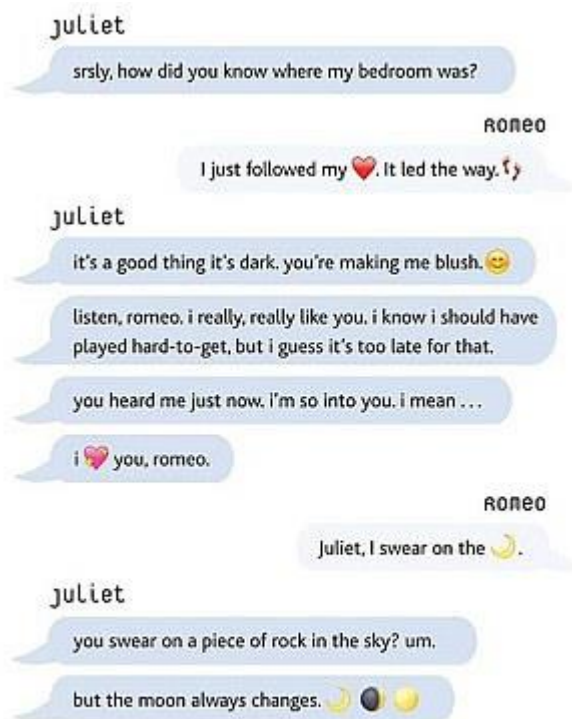 juliet
srsly, how did you know where my bedroom was?
Romeo
I just followed my ❤️. It led the way. 👣
juliet
it's a good thing it's dark. you're making me blush. 😊
listen, romeo. i really, really like you. i know i should have
played hard-to-get, but i guess it's too late for that.
you heard me just now. i'm so into you. i mean ...
i 💖 you, romeo.
Romeo
Juliet, I swear on the 🌙.
juliet
you swear on a piece of rock in the sky? um.
but the moon always changes. 🌙 🌒 🌕